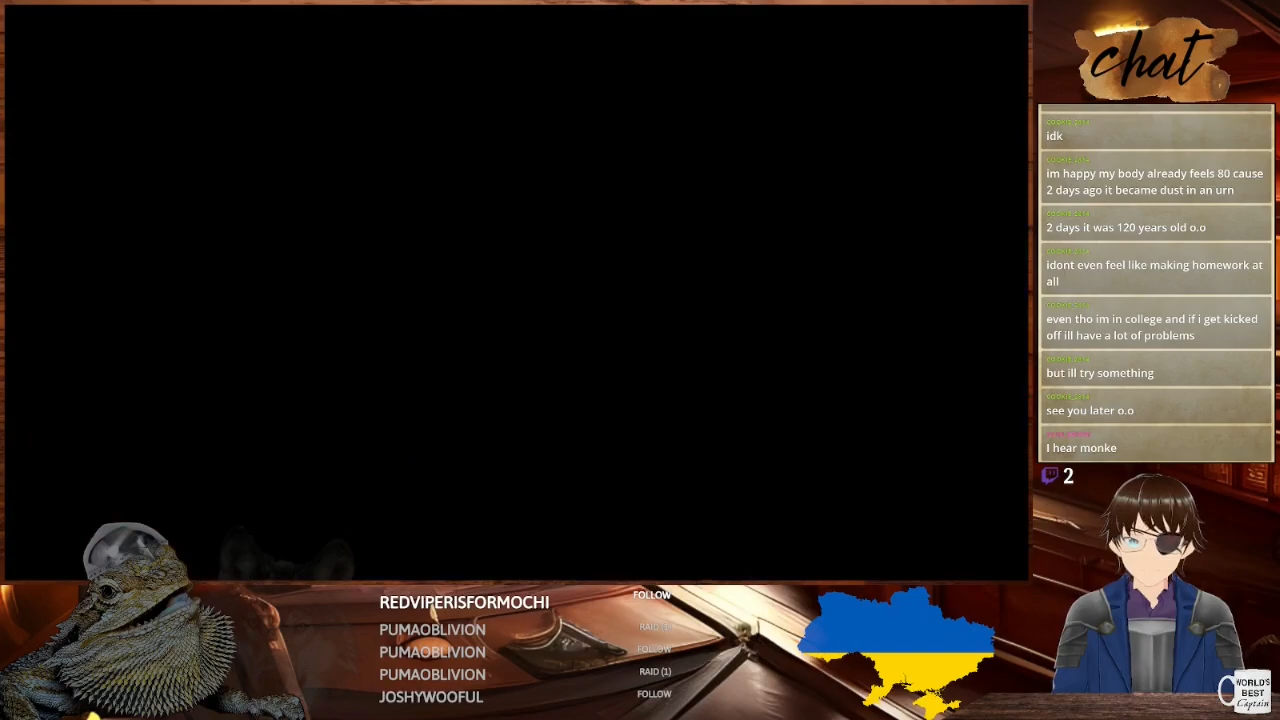 chat
idk
im happy my body already feels 80 cause
2 days ago it became dust in an urn
2 days it was 120 years old o.o
idont even feel like making homework at
all
even tho im in college and if i get kicked
off ill have a lot of problems
but ill try something
see you later o.o
I hear monke
2
REDVIPERISFORMOCHI FOLLOW
PUMAOBLIVION
PUMAOBLIVION FOLLOW
PUMAOBLIVION RAID (1)
JOSHYWOOFUL FOLLOW
WORLD'S
BEST
Captain